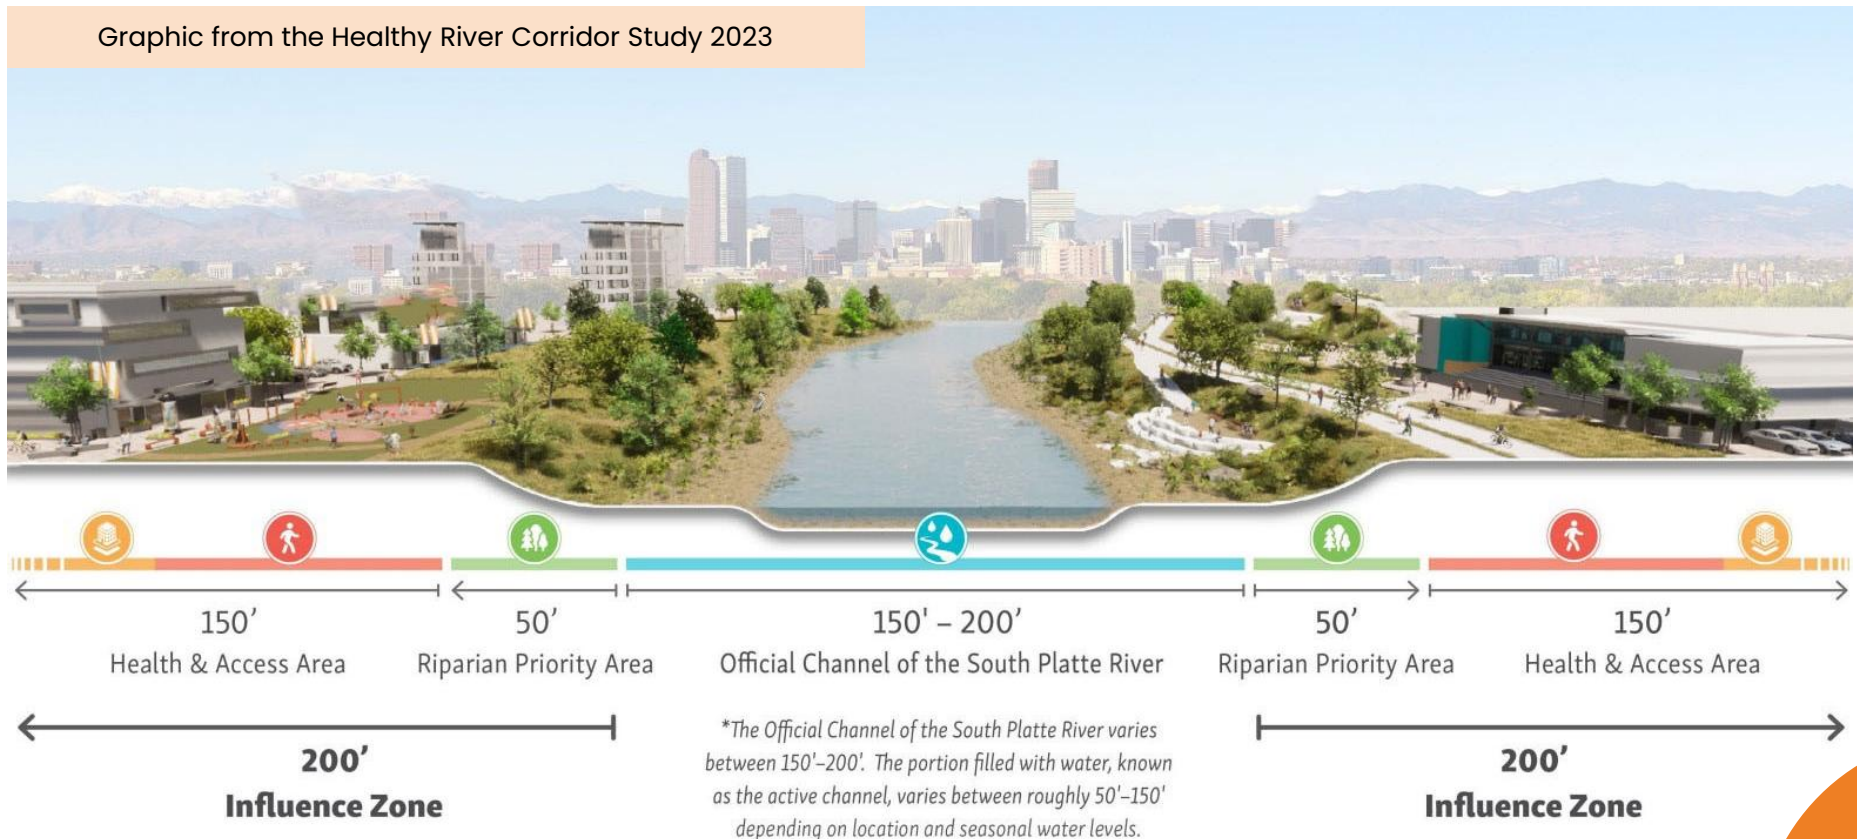 Graphic from the Healthy River Corridor Study 2023
150’
Health & Access Area
50’
Riparian Priority Area
150' – 200’
Official Channel of the South Platte River
50’
Riparian Priority Area
150’
Health & Access Area
200’
Influence Zone
*The Official Channel of the South Platte River varies
between 150'–200'. The portion filled with water, known
as the active channel, varies between roughly 50'–150'
depending on location and seasonal water levels.
200’
Influence Zone